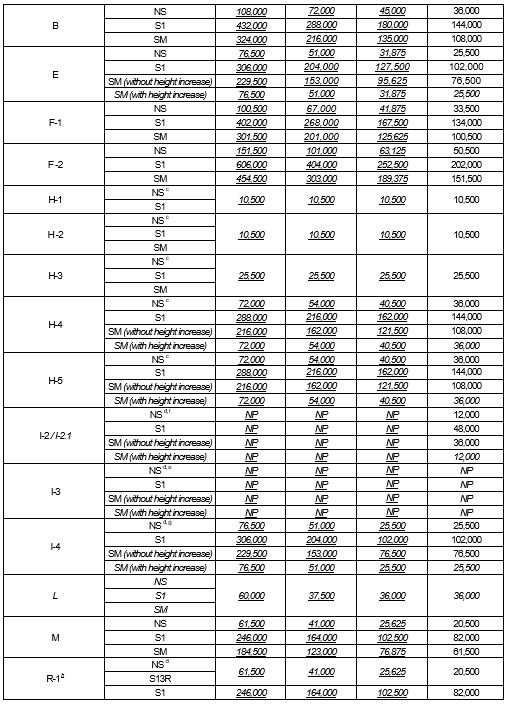 B NS 108,000 72,000 45,000 36,000
S1 432,000 288,000 180,000 144,000
SM 324,000 216,000 135,000 108,000
E NS 76,500 51,000 31,875 25,500
S1 306,000 204,000 127,500 102,000
SM (without height increase) 229,500 153,000 95,625 76,500
SM (with height increase) 76,500 51,000 31,875 25,500
F-1 NS 100,500 67,000 41,875 33,500
S1 402,000 268,000 167,500 134,000
SM 301,500 201,000 125,625 100,500
F-2 NS 151,500 101,000 63,125 50,500
S1 606,000 404,000 252,500 202,000
SM 454,500 303,000 189,375 151,500
H-1 NS c 10,500 10,500 10,500 10,500
S1
H-2 NS c 10,500 10,500 10,500 10,500
S1
SM
H-3 NS c 25,500 25,500 25,500 25,500
S1
SM
H-4 NS c 72,000 54,000 40,500 36,000
S1 288,000 216,000 162,000 144,000
SM (without height increase) 216,000 162,000 121,500 108,000
SM (with height increase) 72,000 54,000 40,500 36,000
H-5 NS c 72,000 54,000 40,500 36,000
S1 288,000 216,000 162,000 144,000
SM (without height increase) 216,000 162,000 121,500 108,000
SM (with height increase) 72,000 54,000 40,500 36,000
I-2 / I-2.1 NS d,f NP NP NP 12,000
S1 NP NP NP 48,000
SM (without height increase) NP NP NP 36,000
SM (with height increase) NP NP NP 12,000
I-3 NS d,e NP NP NP NP
S1 NP NP NP NP
SM (without height increase) NP NP NP NP
SM (with height increase) NP NP NP NP
I-4 NS d,g 76,500 51,000 25,500 25,500
S1 306,000 204,000 102,000 102,000
SM (without height increase) 229,500 153,000 76,500 76,500
SM (with height increase) 76,500 51,000 25,500 25,500
L NS 60,000 37,500 36,000 36,000
S1
SM
M NS 61,500 41,000 25,625 20,500
S1 246,000 164,000 102,500 82,000
SM 184,500 123,000 76,875 61,500
R-1 NS d 61,500 41,000 25,625 20,500
S13R
S1 246,000 164,000 102,500 82,000